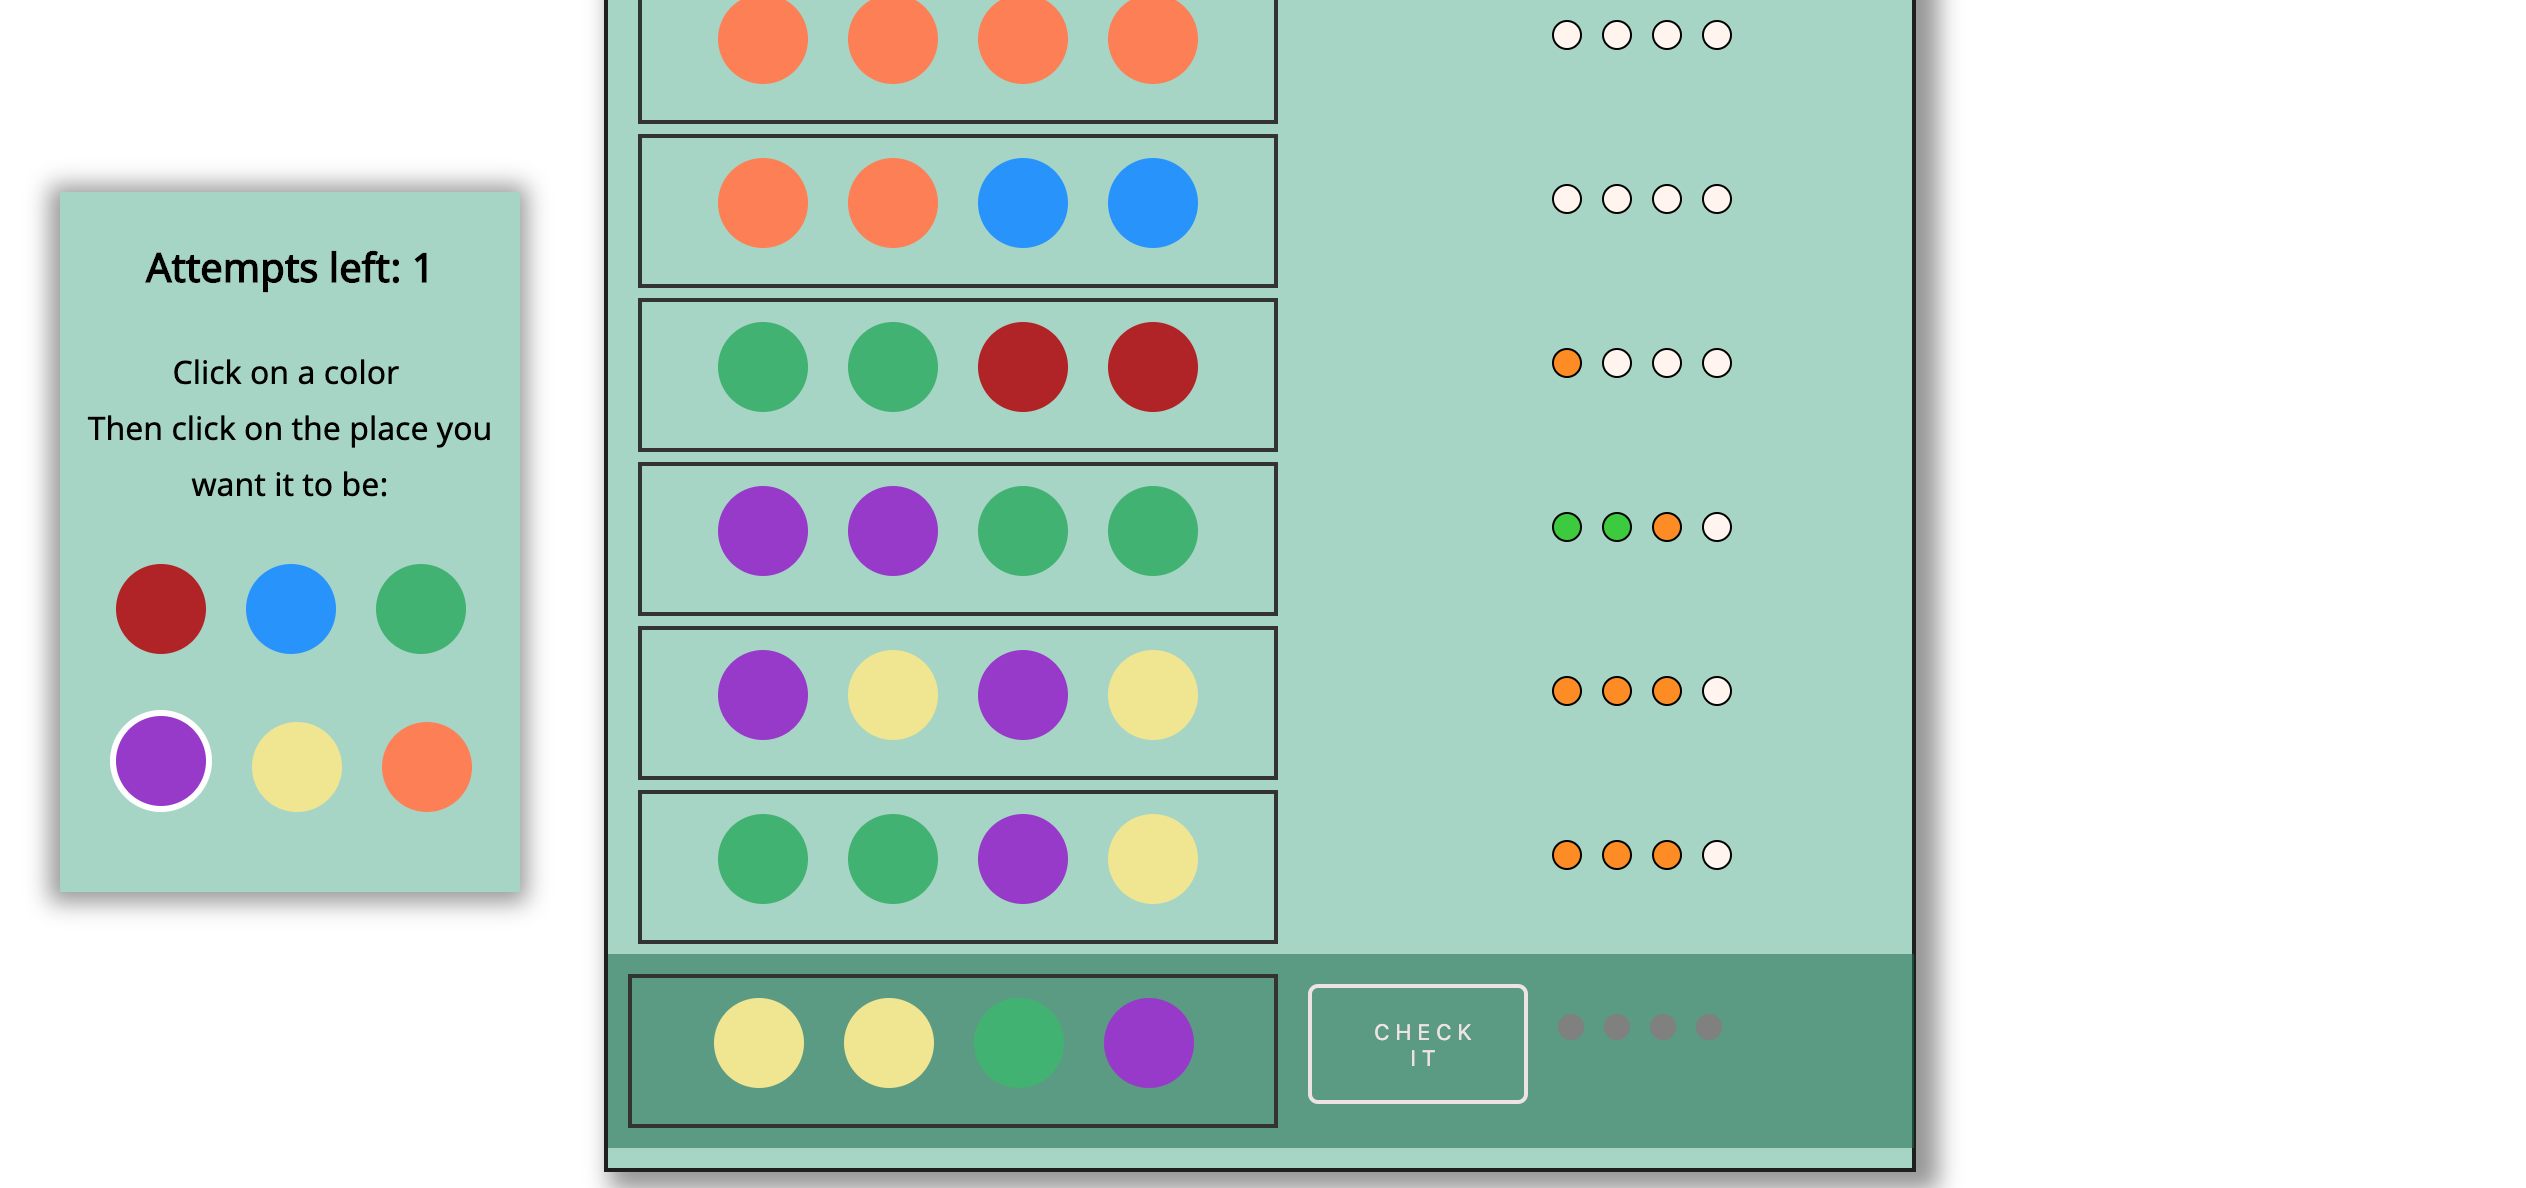 Attempts left: 1
Click on a color
Then click on the place you
want it to be:
CHECK
IT